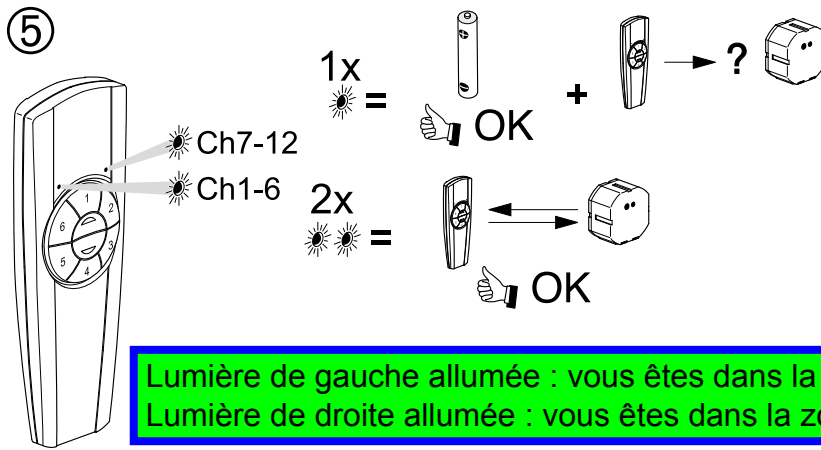 ⑤
1x
=
+
?
OK
Ch7-12
Ch1-6
2x
=
OK
1
2
3
4
5
6
Lumière de gauche allumée : vous êtes dans la
Lumière de droite allumée : vous êtes dans la